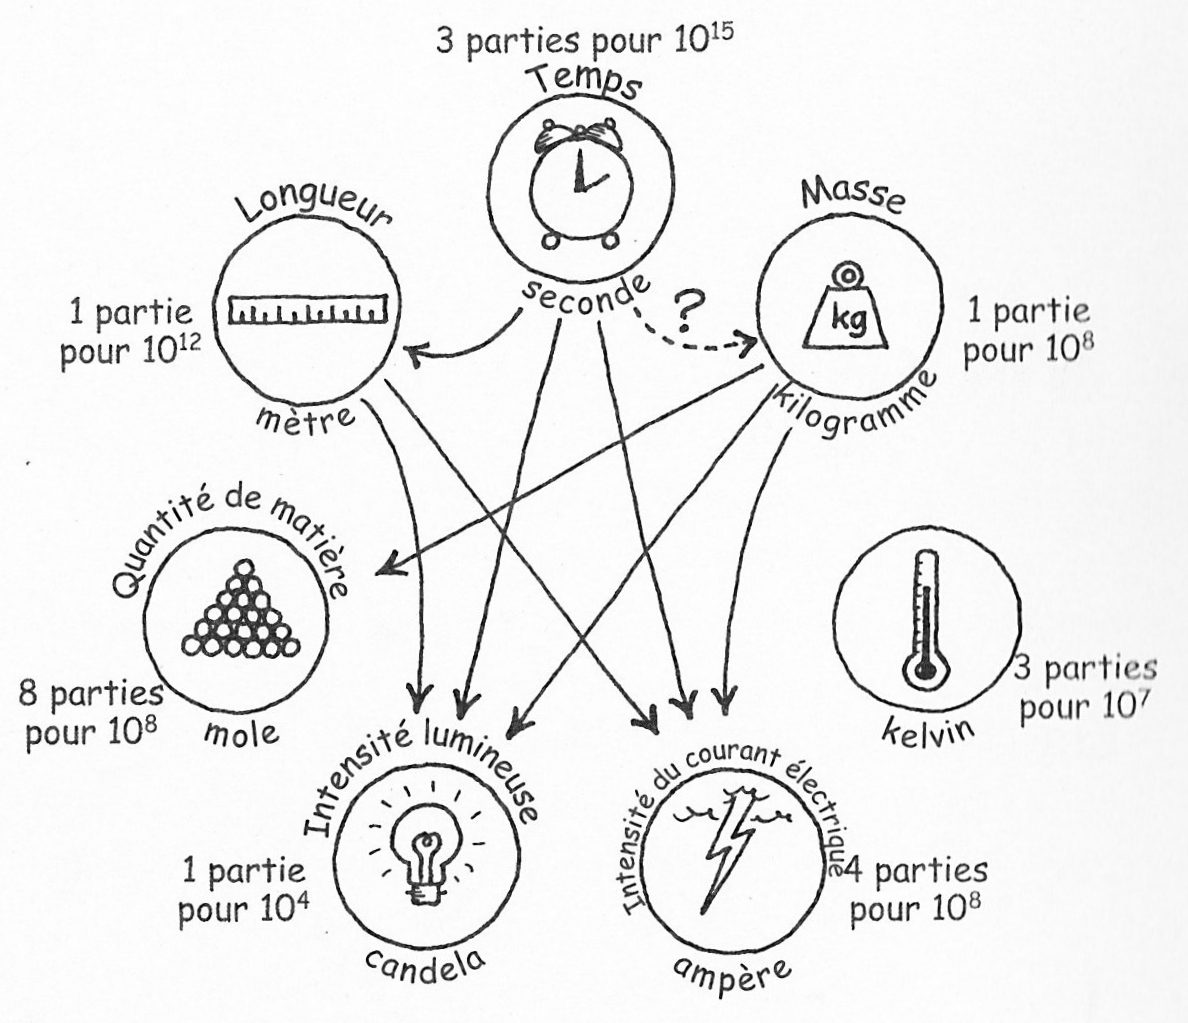 3 parties pour 10¹⁵
Temps
seconde
?
Longueur
1 partie
pour 10¹²
mètre
Masse
kg
1 partie
pour 10⁸
kilogramme
Quantité de matière
8 parties
pour 10⁸
mole
3 parties
pour 10⁷
kelvin
Intensité lumineuse
1 partie
pour 10⁴
candela
Intensité du courant électrique
4 parties
pour 10⁸
ampère